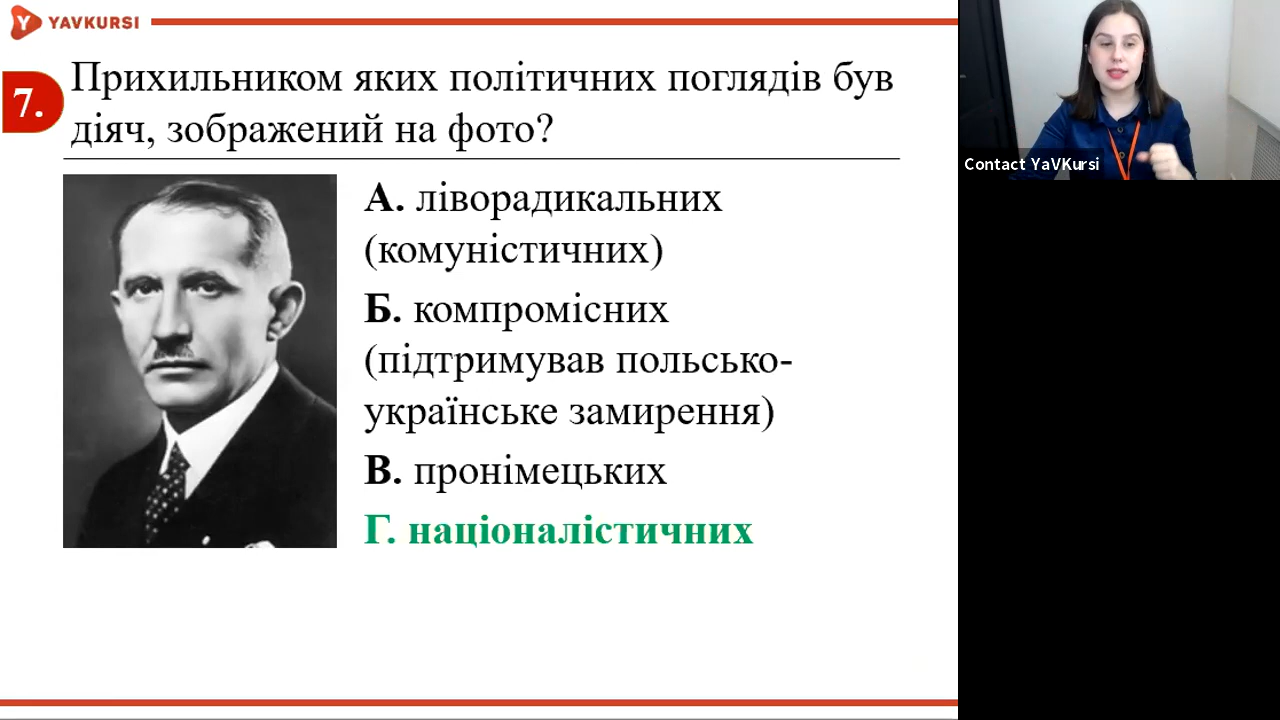 YAVKURSI
7.
Прихильником яких політичних поглядів був
діяч, зображений на фото?
А. ліворадикальних
(комуністичних)
Б. компромісних
(підтримував польсько-
українське замирення)
В. пронімецьких
Г. націоналістичних
Contact YaVKursi